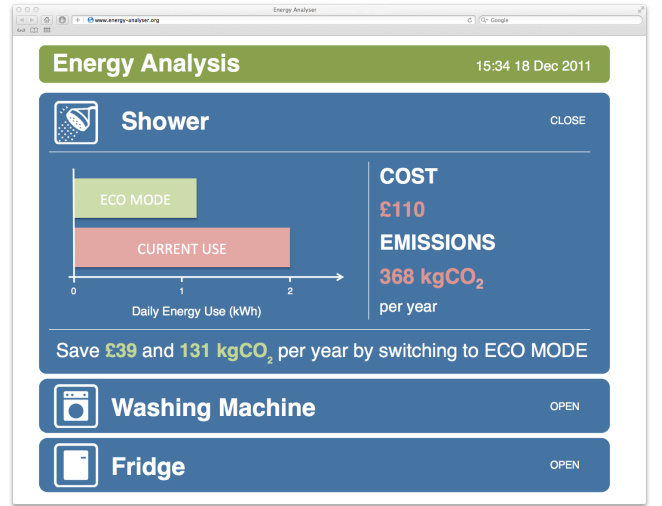 Energy Analyser
www.energy-analyser.org
Google
Energy Analysis
15:34 18 Dec 2011
Shower
CLOSE
ECO MODE
CURRENT USE
0 1 2
Daily Energy Use (kWh)
COST
£110
EMISSIONS
368 kgCO₂
per year
Save £39 and 131 kgCO₂ per year by switching to ECO MODE
Washing Machine
OPEN
Fridge
OPEN